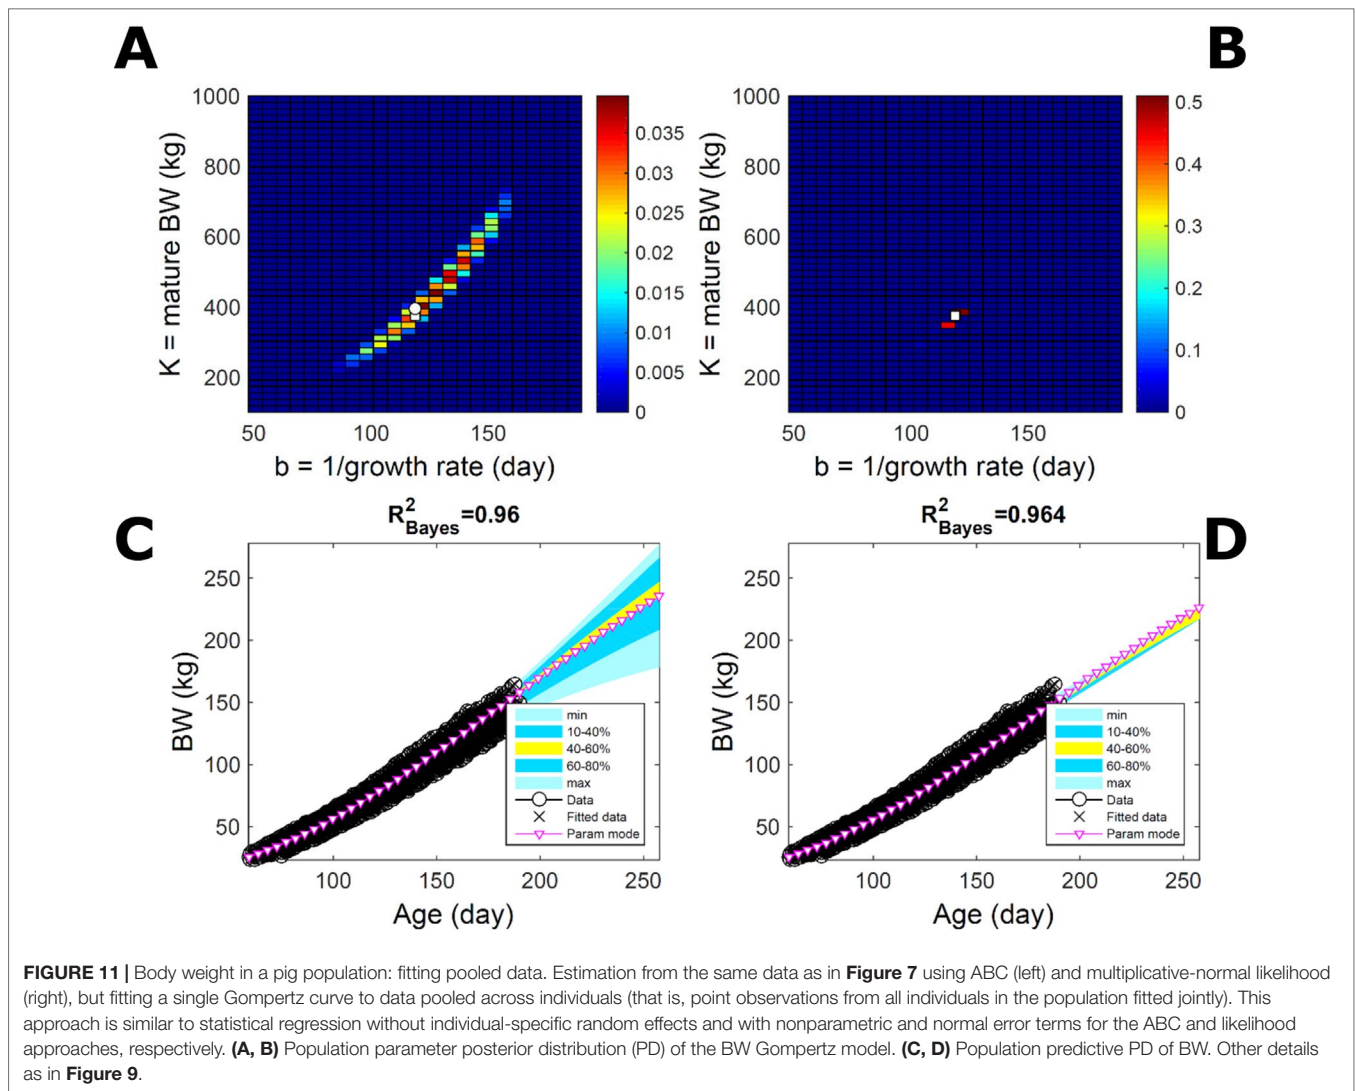 A
B
1000
800
600
400
200
K = mature BW (kg)
50
100
150
b = 1/growth rate (day)
0.035
0.03
0.025
0.02
0.015
0.01
0.005
0
1000
800
600
400
200
K = mature BW (kg)
50
100
150
b = 1/growth rate (day)
0.5
0.4
0.3
0.2
0.1
0
C
R²Bayes=0.96
250
200
150
100
50
BW (kg)
min
10-40%
40-60%
60-80%
max
Data
Fitted data
Param mode
100
150
200
250
Age (day)
D
R²Bayes=0.964
250
200
150
100
50
BW (kg)
min
10-40%
40-60%
60-80%
max
Data
Fitted data
Param mode
100
150
200
250
Age (day)
FIGURE 11 | Body weight in a pig population: fitting pooled data. Estimation from the same data as in Figure 7 using ABC (left) and multiplicative-normal likelihood
(right), but fitting a single Gompertz curve to data pooled across individuals (that is, point observations from all individuals in the population fitted jointly). This
approach is similar to statistical regression without individual-specific random effects and with nonparametric and normal error terms for the ABC and likelihood
approaches, respectively. (A, B) Population parameter posterior distribution (PD) of the BW Gompertz model. (C, D) Population predictive PD of BW. Other details
as in Figure 9.